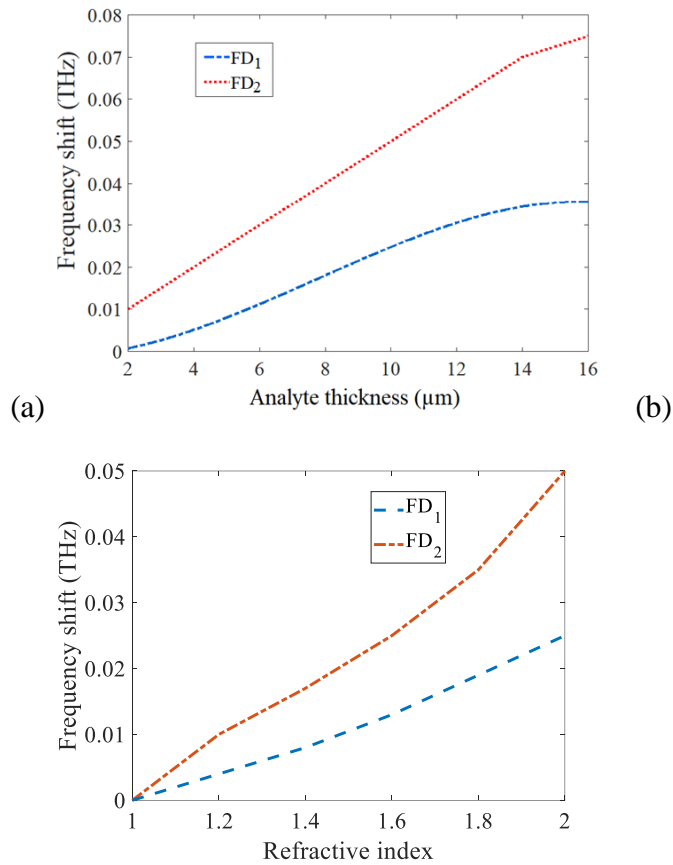 0.08
0.07
0.06
0.05
0.04
0.03
0.02
0.01
0
Frequency shift (THz)
FD1
FD2
2 4 6 8 10 12 14 16
Analyte thickness (µm)
(a)
(b)
0.05
0.04
0.03
0.02
0.01
0
Frequency shift (THz)
FD1
FD2
1 1.2 1.4 1.6 1.8 2
Refractive index